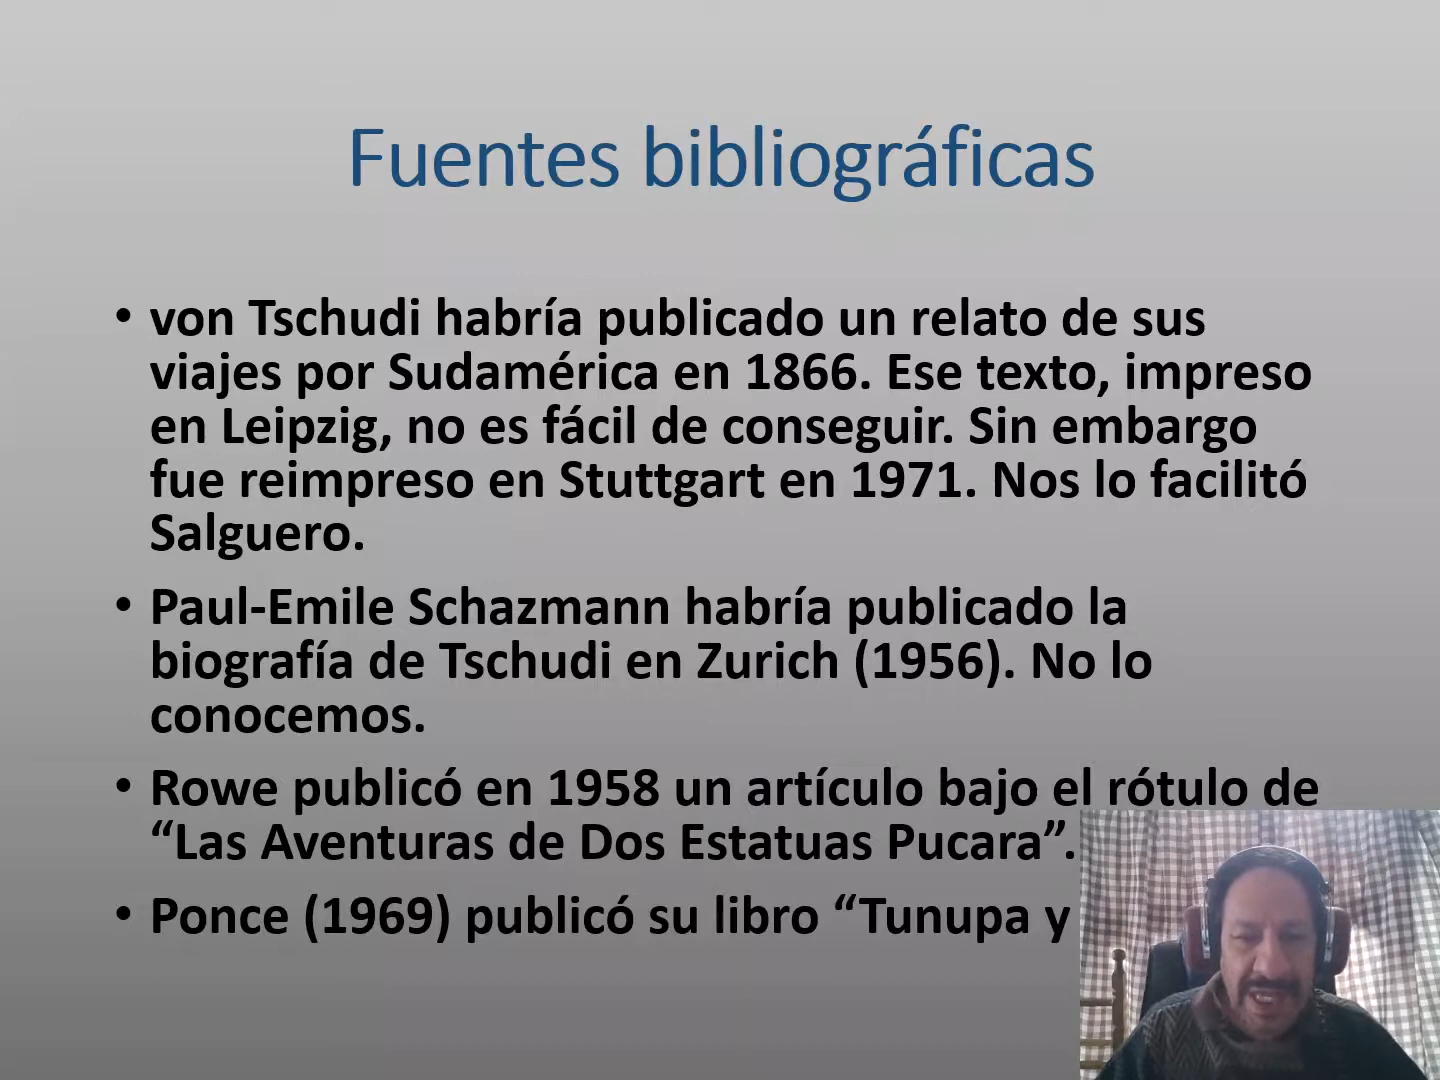 Fuentes bibliográficas
• von Tschudi habría publicado un relato de sus
viajes por Sudamérica en 1866. Ese texto, impreso
en Leipzig, no es fácil de conseguir. Sin embargo
fue reimpreso en Stuttgart en 1971. Nos lo facilitó
Salguero.
• Paul-Emile Schazmann habría publicado la
biografía de Tschudi en Zurich (1956). No lo
conocemos.
• Rowe publicó en 1958 un artículo bajo el rótulo de
“Las Aventuras de Dos Estatuas Pucara”.
• Ponce (1969) publicó su libro “Tunupa y